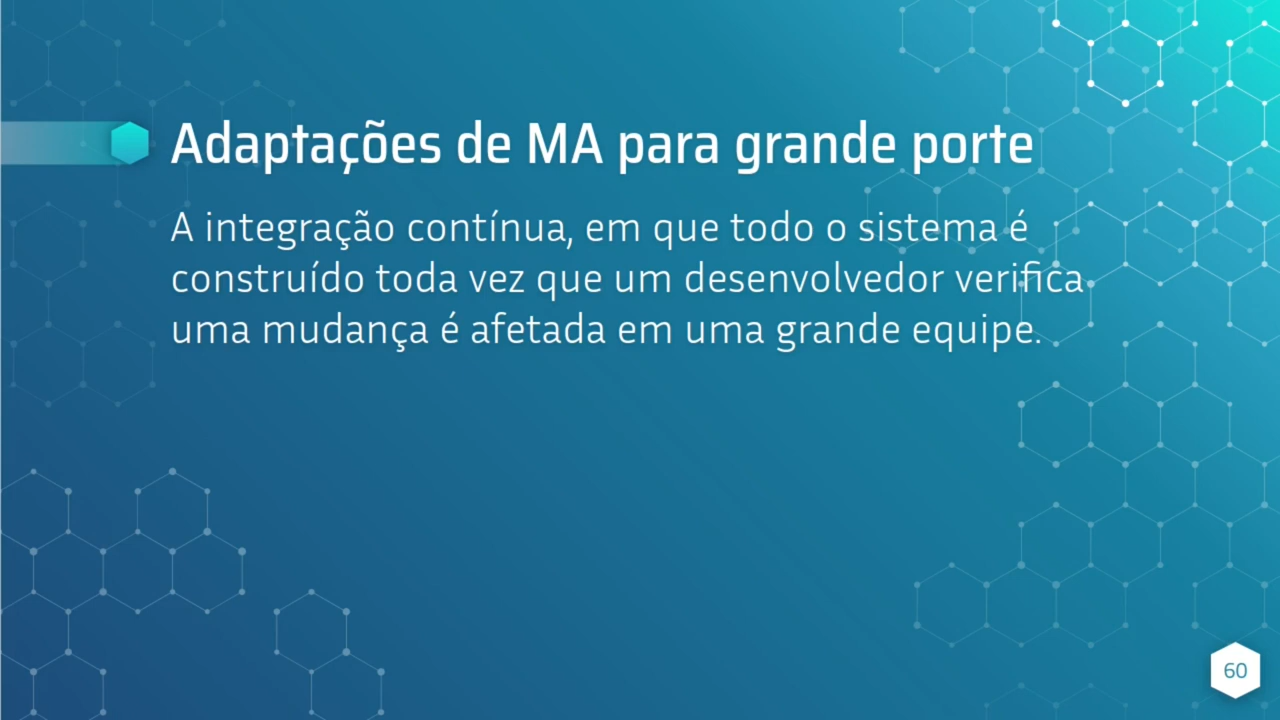 Adaptações de MA para grande porte
A integração contínua, em que todo o sistema é
construído toda vez que um desenvolvedor verifica
uma mudança é afetada em uma grande equipe.
60